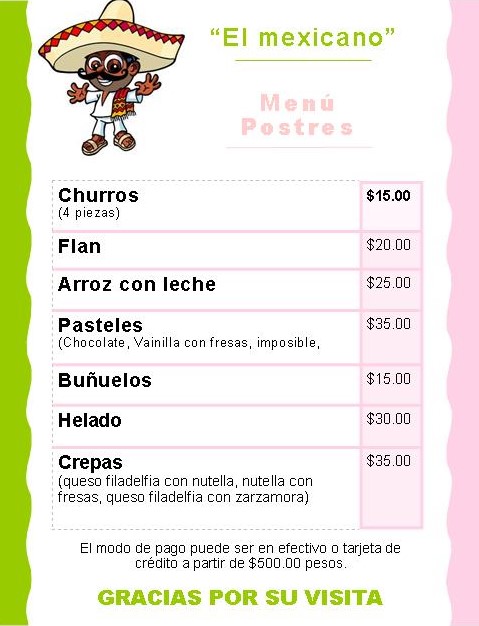 “El mexicano”
Menú
Postres
Churros $15.00
(4 piezas)
Flan $20.00
Arroz con leche $25.00
Pasteles $35.00
(Chocolate, Vainilla con fresas, imposible,
Buñuelos $15.00
Helado $30.00
Crepas $35.00
(queso filadelfia con nutella, nutella con
fresas, queso filadelfia con zarzamora)
El modo de pago puede ser en efectivo o tarjeta de
crédito a partir de $500.00 pesos.
GRACIAS POR SU VISITA